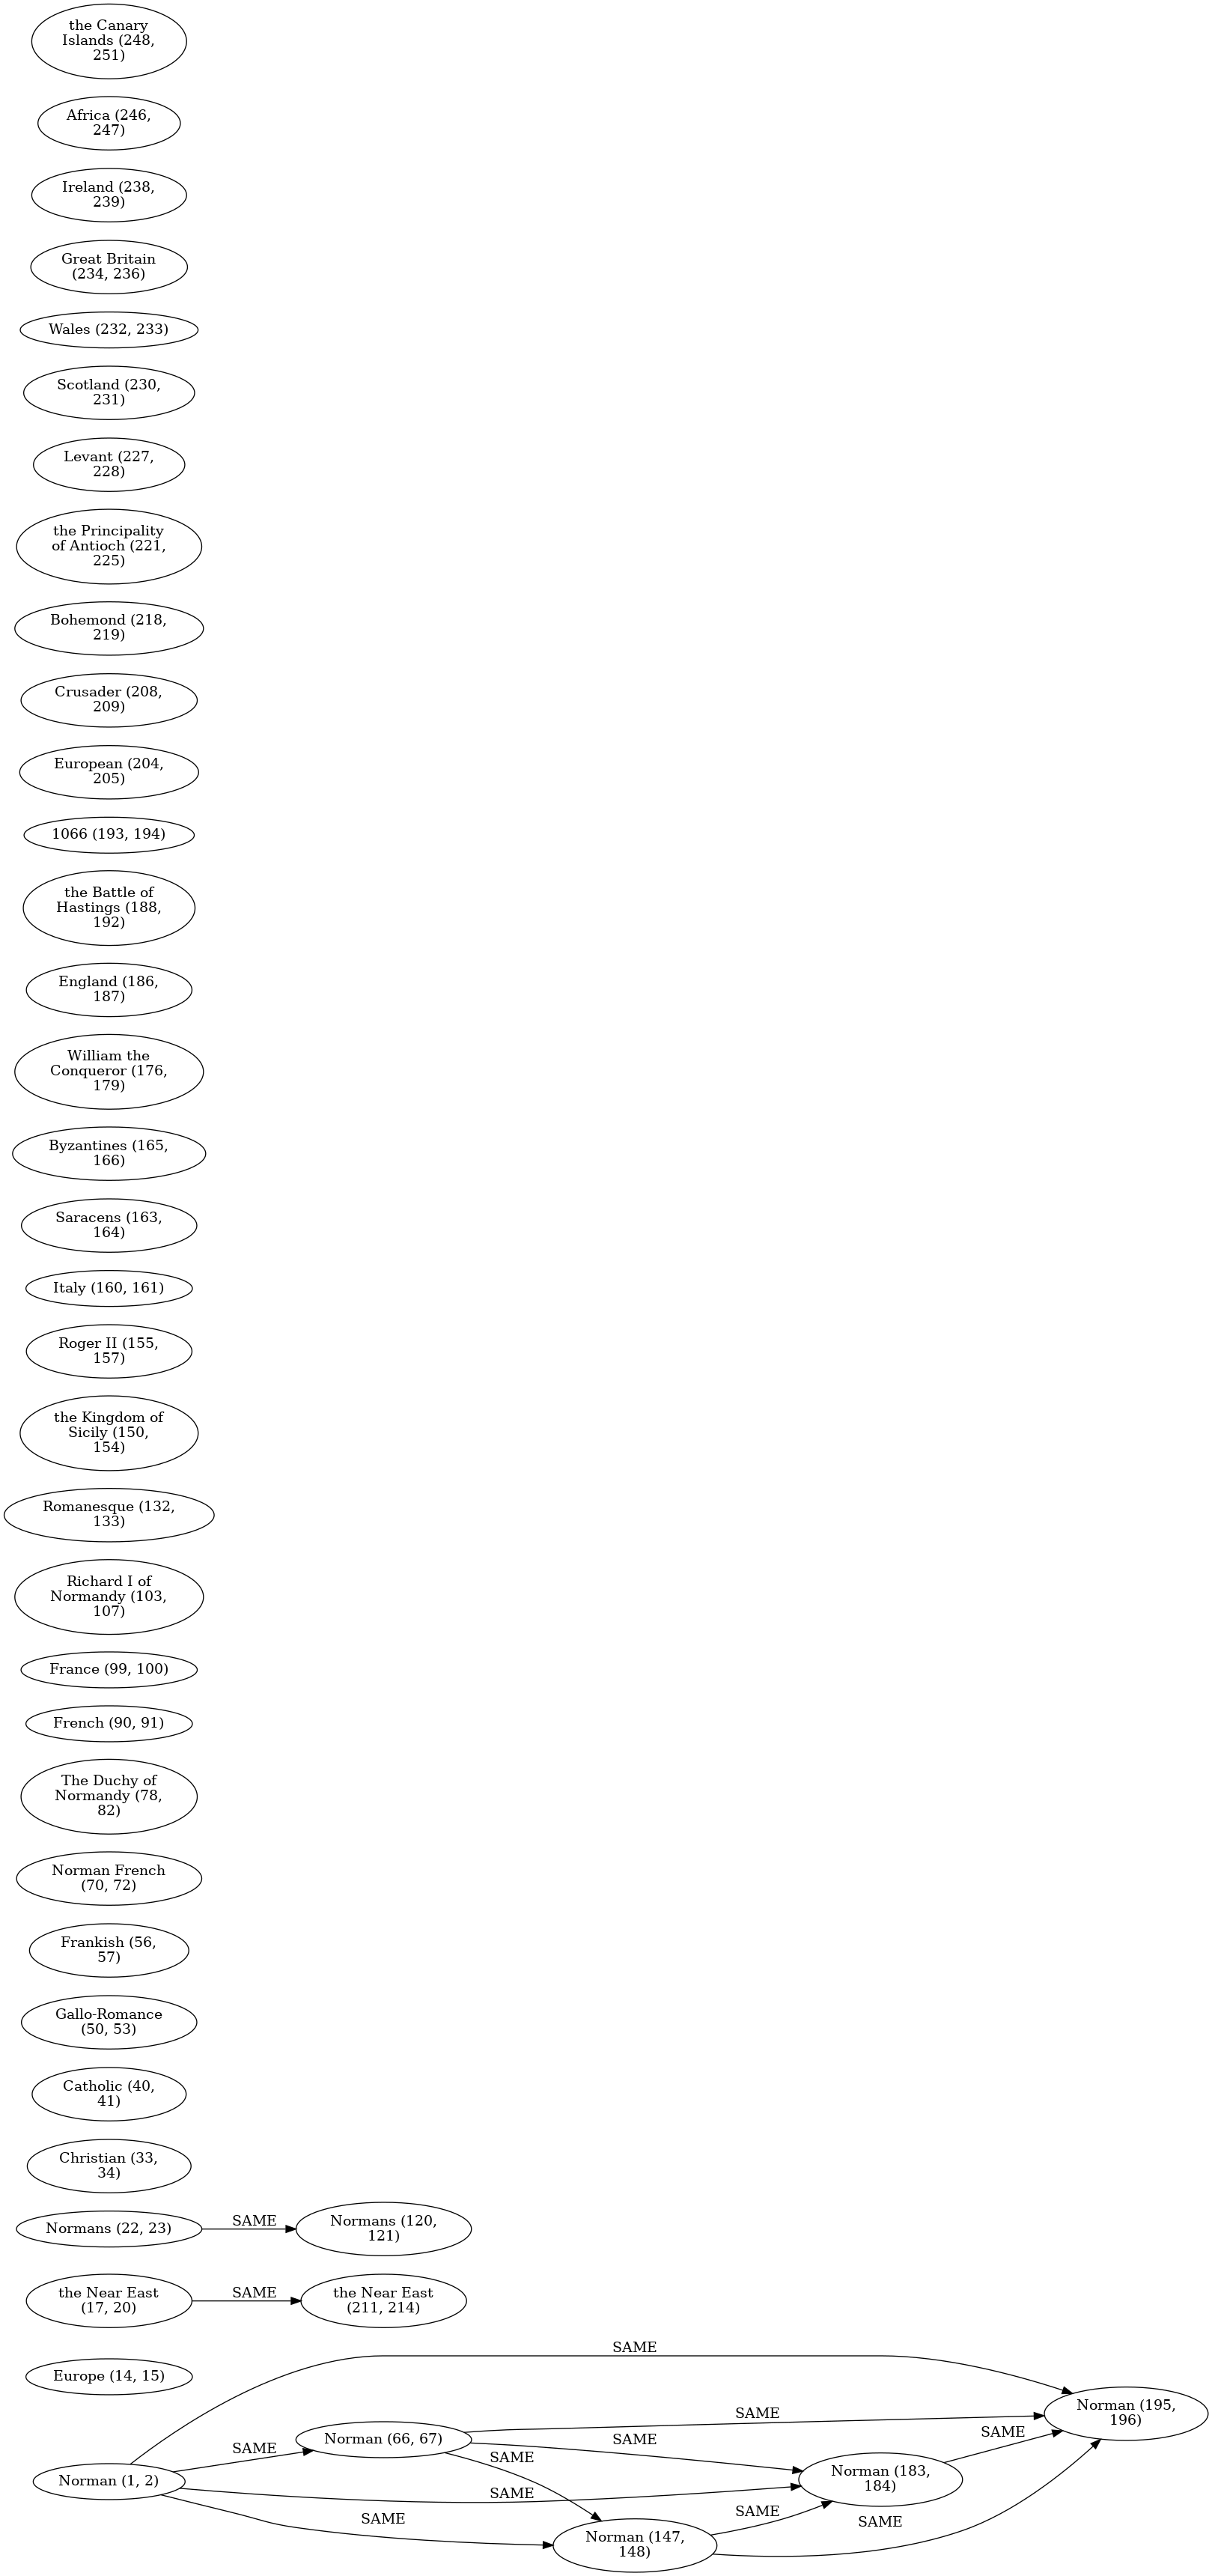 the Canary
Islands (248,
251)
Africa (246,
247)
Ireland (238,
239)
Great Britain
(234, 236)
Wales (232, 233)
Scotland (230,
231)
Levant (227,
228)
the Principality
of Antioch (221,
225)
Bohemond (218,
219)
Crusader (208,
209)
European (204,
205)
1066 (193, 194)
the Battle of
Hastings (188,
192)
England (186,
187)
William the
Conqueror (176,
179)
Byzantines (165,
166)
Saracens (163,
164)
Italy (160, 161)
Roger II (155,
157)
the Kingdom of
Sicily (150,
154)
Romanesque (132,
133)
Richard I of
Normandy (103,
107)
France (99, 100)
French (90, 91)
The Duchy of
Normandy (78,
82)
Norman French
(70, 72)
Frankish (56,
57)
Gallo-Romance
(50, 53)
Catholic (40,
41)
Christian (33,
34)
Normans (22, 23)
SAME
Normans (120,
121)
the Near East
(17, 20)
SAME
the Near East
(211, 214)
Europe (14, 15)
SAME
Norman (195,
196)
SAME
SAME
SAME
Norman (66, 67)
SAME
SAME
Norman (1, 2)
SAME
Norman (183,
184)
SAME
SAME
SAME
Norman (147,
148)